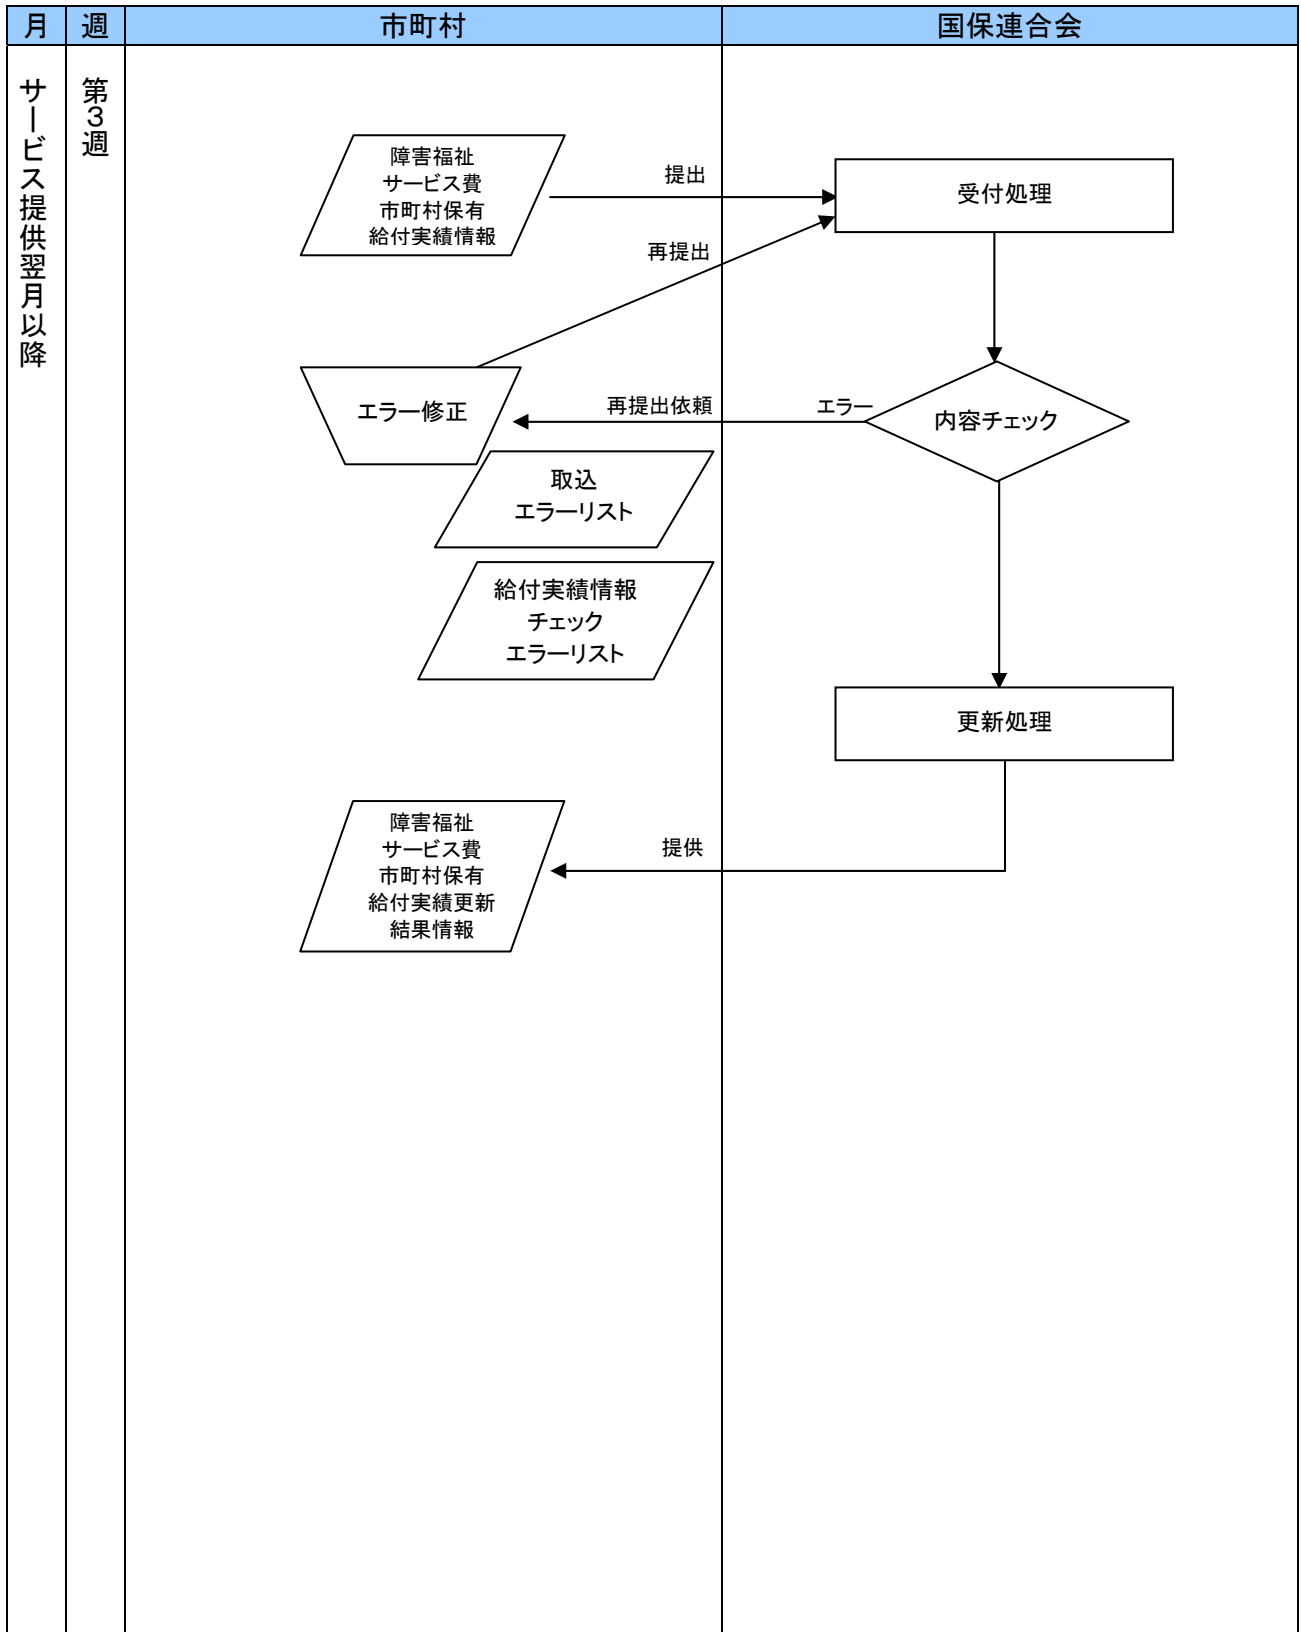 月
週
市町村
国保連合会
サービス提供翌月以降
第3週
障害福祉
サービス費
市町村保有
給付実績情報
提出
受付処理
再提出
エラー修正
再提出依頼
エラー
内容チェック
取込
エラーリスト
給付実績情報
チェック
エラーリスト
更新処理
障害福祉
サービス費
市町村保有
給付実績更新
結果情報
提供